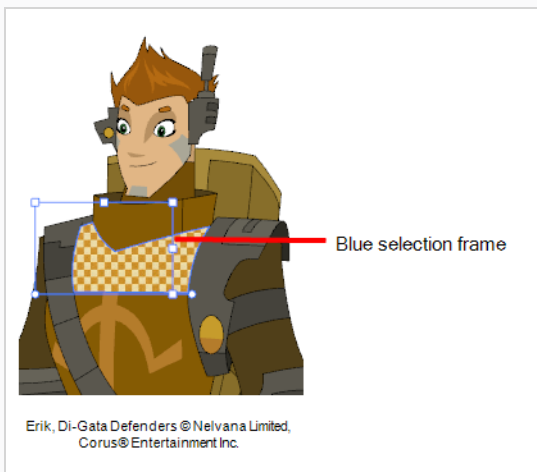 Blue selection frame
Erik, Di-Gata Defenders © Nelvana Limited,
Corus® Entertainment Inc.